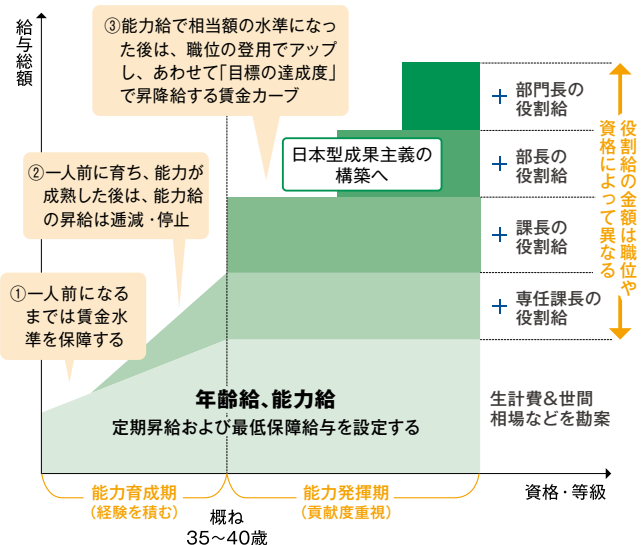 給与総額
③能力給で相当額の水準になっ
た後は、職位の登用でアップ
し、あわせて「目標の達成度」
で昇降給する賃金カーブ
②一人前に育ち、能力が
成熟した後は、能力給
の昇給は逓減・停止
①一人前になる
までは賃金水
準を保障する
日本型成果主義の
構築へ
＋ 部門長の
役割給
＋ 部長の
役割給
＋ 課長の
役割給
＋ 専任課長の
役割給
役割給の金額は職位や
資格によって異なる
年齢給、能力給
定期昇給および最低保障給与を設定する
生計費&世間
相場などを勘案
能力育成期
（経験を積む）
能力発揮期
（貢献度重視）
資格・等級
概ね
35～40歳